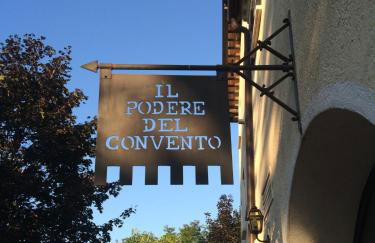 IL
PODERE
DEL
CONVENTO